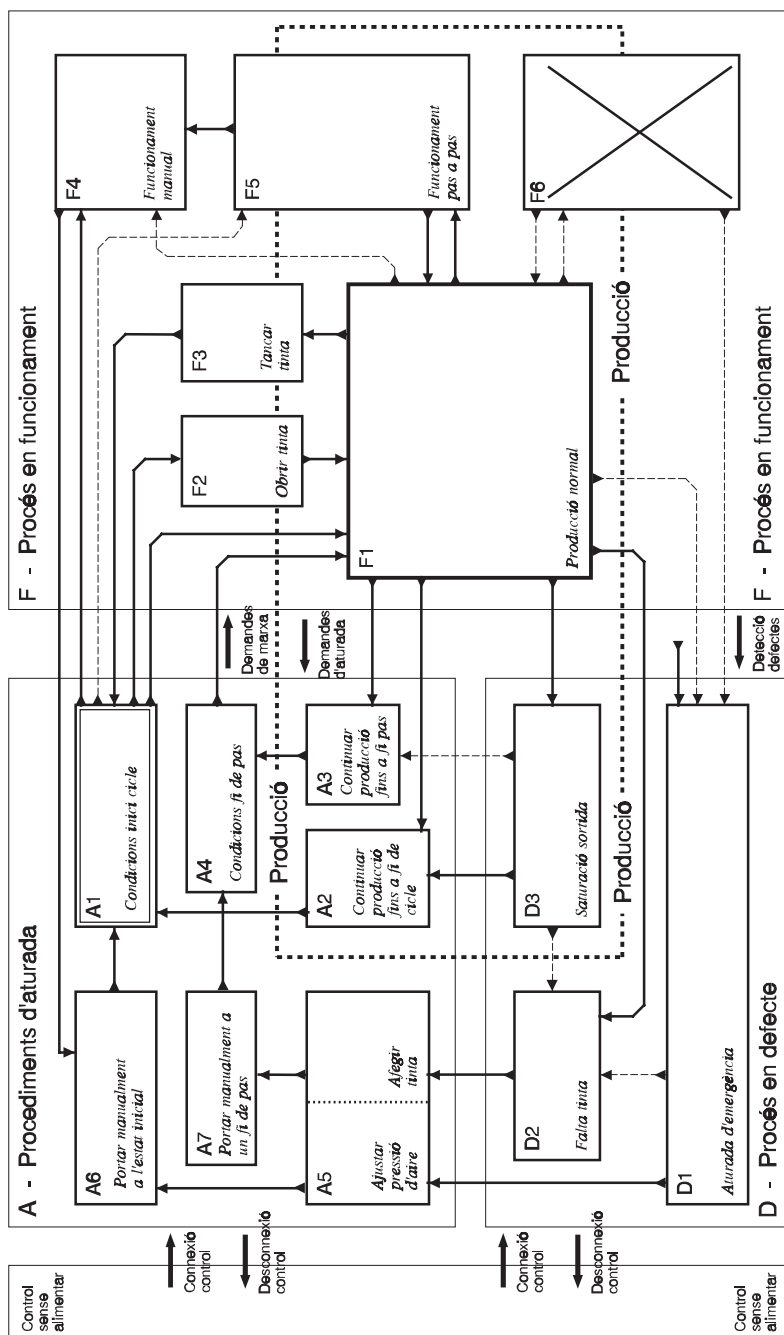 Control
sense
alimentar
Control
sense
alimentar
Connexió
control
Desconnexió
control
Connexió
control
Desconnexió
control
A - Procediments d'aturada
A6
Portar manualment
a l'estat inicial
A1
Condicions inici cicle
A7
Portar manualment a
un fi de pas
A4
Condicions fi de pas
A5
Ajustar
pressió
d'aire
Afegir
tinta
A2
Continuar
producció
fins a fi de
cicle
A3
Continuar
producció
fins a fi pas
Producció
Demandes
de marxa
Demandes
d'aturada
D2
Falta tinta
D3
Saturació sortida
Producció
D1
Aturada d'emergència
D - Procés en defecte
Detecció
defectes
F - Procés en funcionament
F4
Funcionament
manual
F2
Obrir tinta
F3
Tancar
tinta
F5
Funcionament
pas a pas
F1
Producció normal
F6
Producció
F - Procés en funcionament